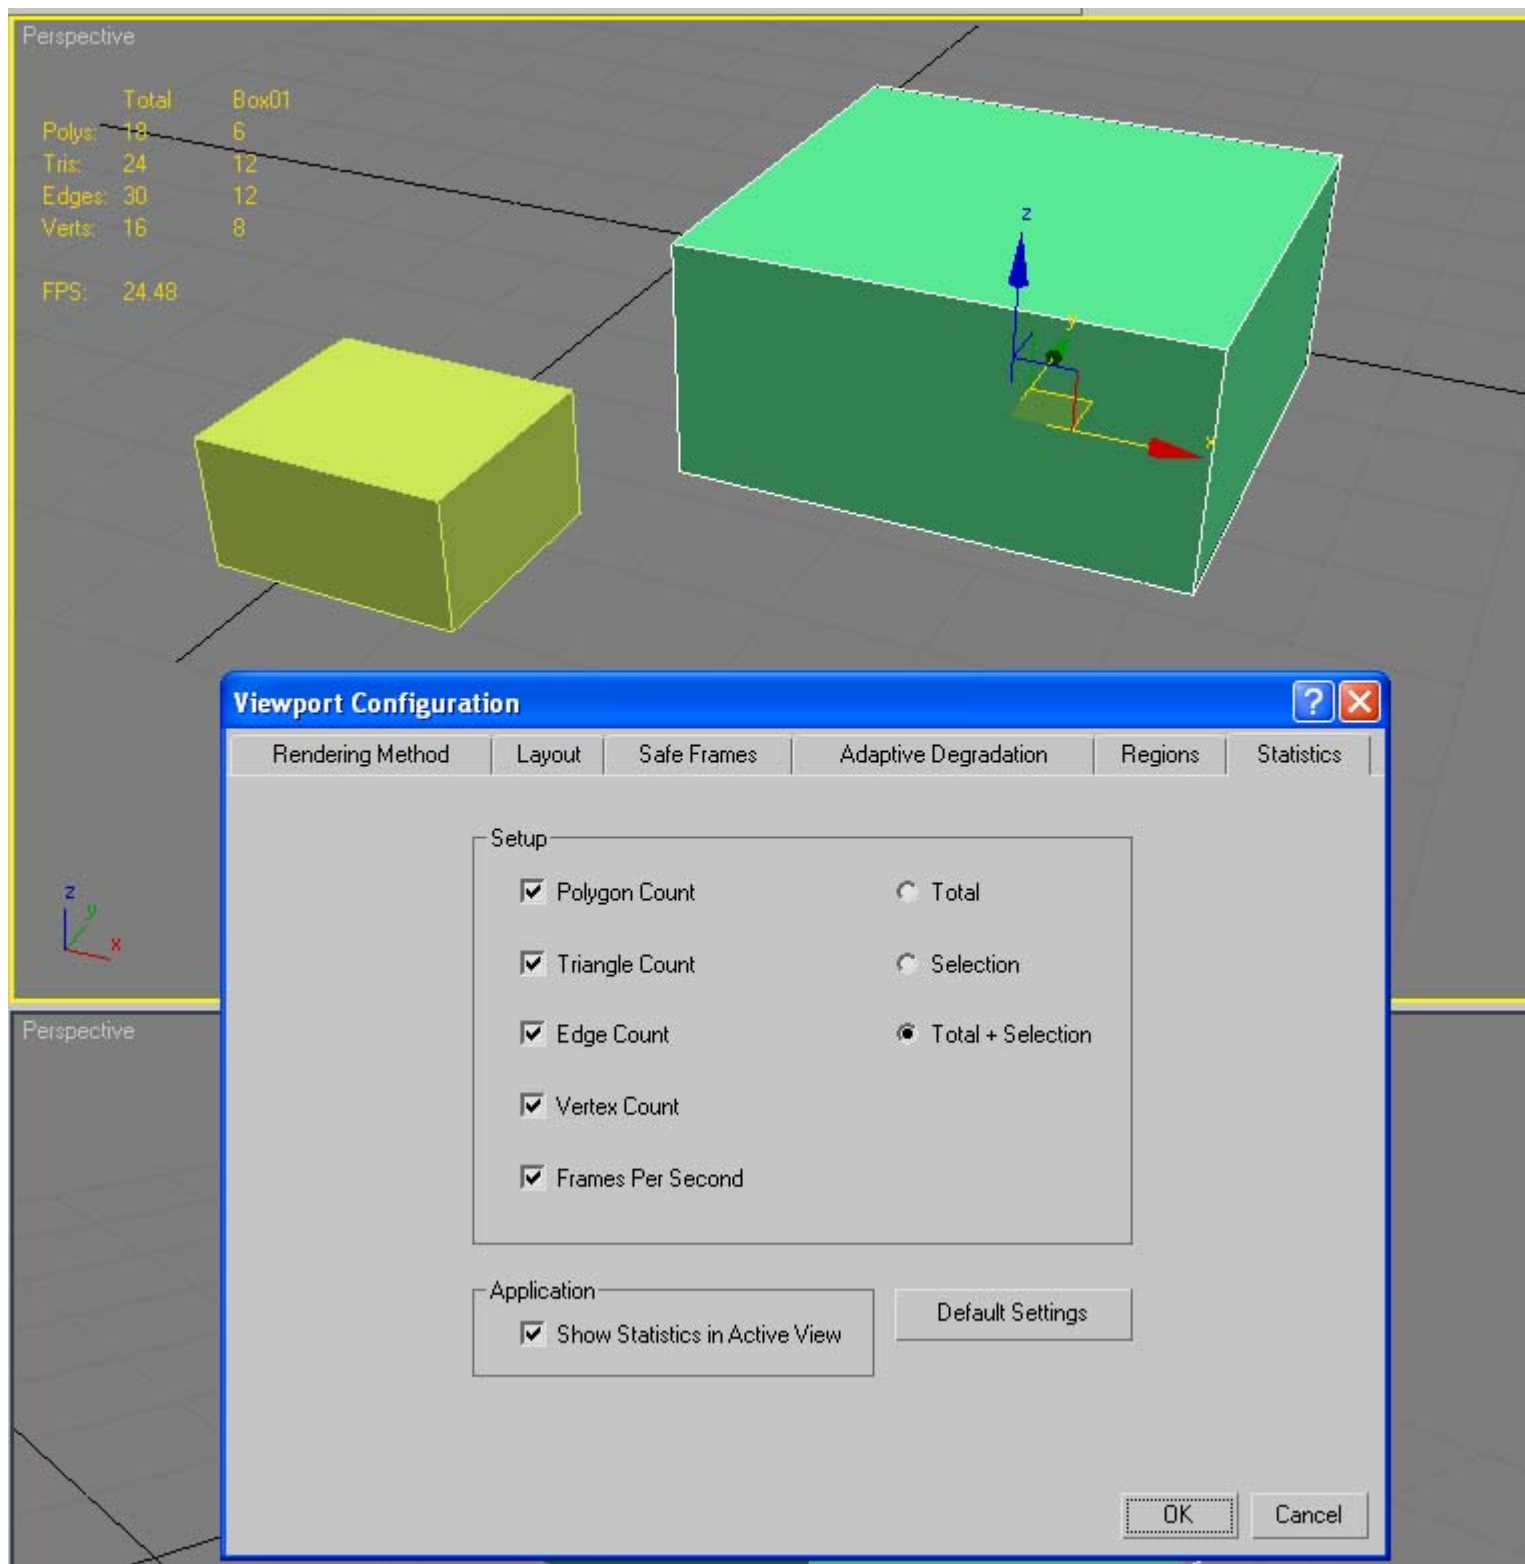 Perspective
Total Box01
Polys: 18 6
Tris: 24 12
Edges: 30 12
Verts: 16 8
FPS: 24.48
z
y
x
z
y
x
Viewport Configuration
?
Rendering Method Layout Safe Frames Adaptive Degradation Regions Statistics
Setup
Polygon Count Total
Triangle Count Selection
Edge Count Total + Selection
Vertex Count
Frames Per Second
Application
Show Statistics in Active View Default Settings
OK Cancel
Perspective